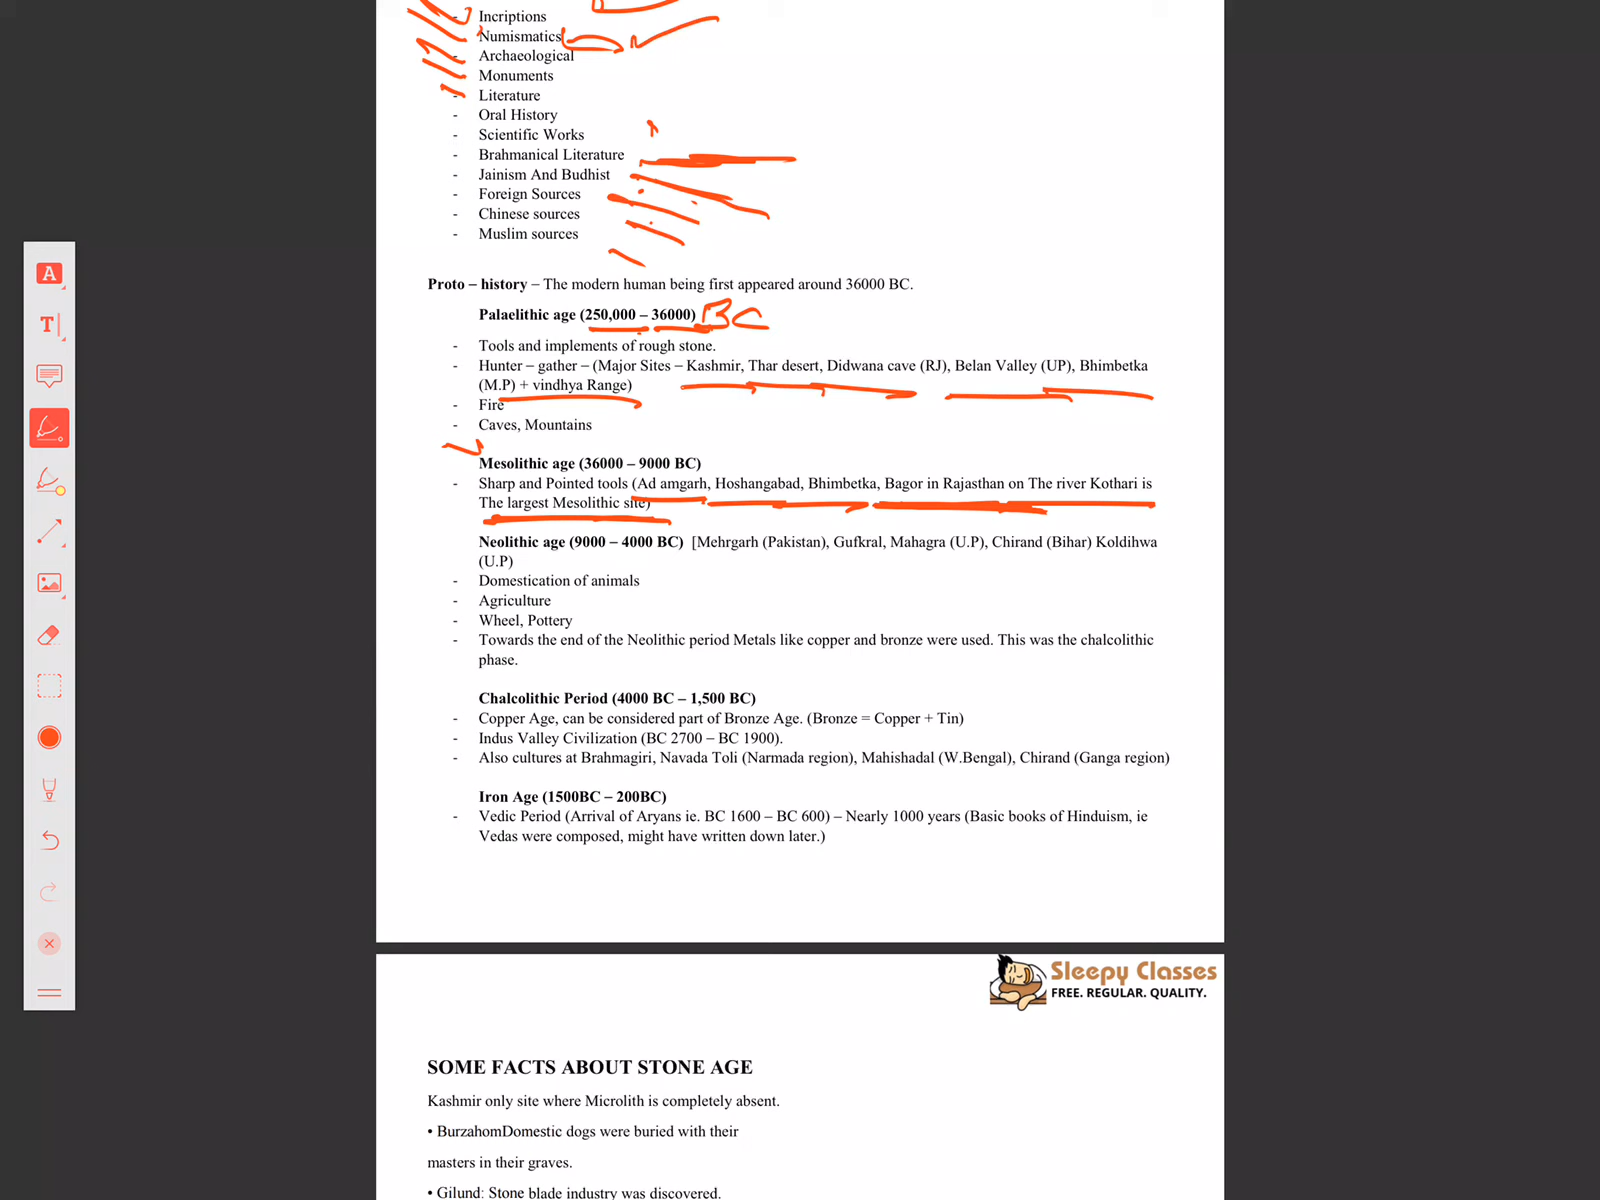 - Incriptions
- Numismatics
- Archaeological
- Monuments
- Literature
- Oral History
- Scientific Works
- Brahmanical Literature
- Jainism And Budhist
- Foreign Sources
- Chinese sources
- Muslim sources
Proto – history – The modern human being first appeared around 36000 BC.
Palaelithic age (250,000 – 36000) BC
- Tools and implements of rough stone.
- Hunter – gather – (Major Sites – Kashmir, Thar desert, Didwana cave (RJ), Belan Valley (UP), Bhimbetka
(M.P) + vindhya Range)
- Fire
- Caves, Mountains
Mesolithic age (36000 – 9000 BC)
- Sharp and Pointed tools (Ad amgarh, Hoshangabad, Bhimbetka, Bagor in Rajasthan on The river Kothari is
The largest Mesolithic site)
Neolithic age (9000 – 4000 BC) [Mehrgarh (Pakistan), Gufkral, Mahagra (U.P), Chirand (Bihar) Koldihwa
(U.P)
- Domestication of animals
- Agriculture
- Wheel, Pottery
- Towards the end of the Neolithic period Metals like copper and bronze were used. This was the chalcolithic
phase.
Chalcolithic Period (4000 BC – 1,500 BC)
- Copper Age, can be considered part of Bronze Age. (Bronze = Copper + Tin)
- Indus Valley Civilization (BC 2700 – BC 1900).
- Also cultures at Brahmagiri, Navada Toli (Narmada region), Mahishadal (W.Bengal), Chirand (Ganga region)
Iron Age (1500BC – 200BC)
- Vedic Period (Arrival of Aryans ie. BC 1600 – BC 600) – Nearly 1000 years (Basic books of Hinduism, ie
Vedas were composed, might have written down later.)
Sleepy Classes
FREE. REGULAR. QUALITY.
SOME FACTS ABOUT STONE AGE
Kashmir only site where Microlith is completely absent.
• BurzahomDomestic dogs were buried with their
masters in their graves.
• Gilund: Stone blade industry was discovered.
A
T